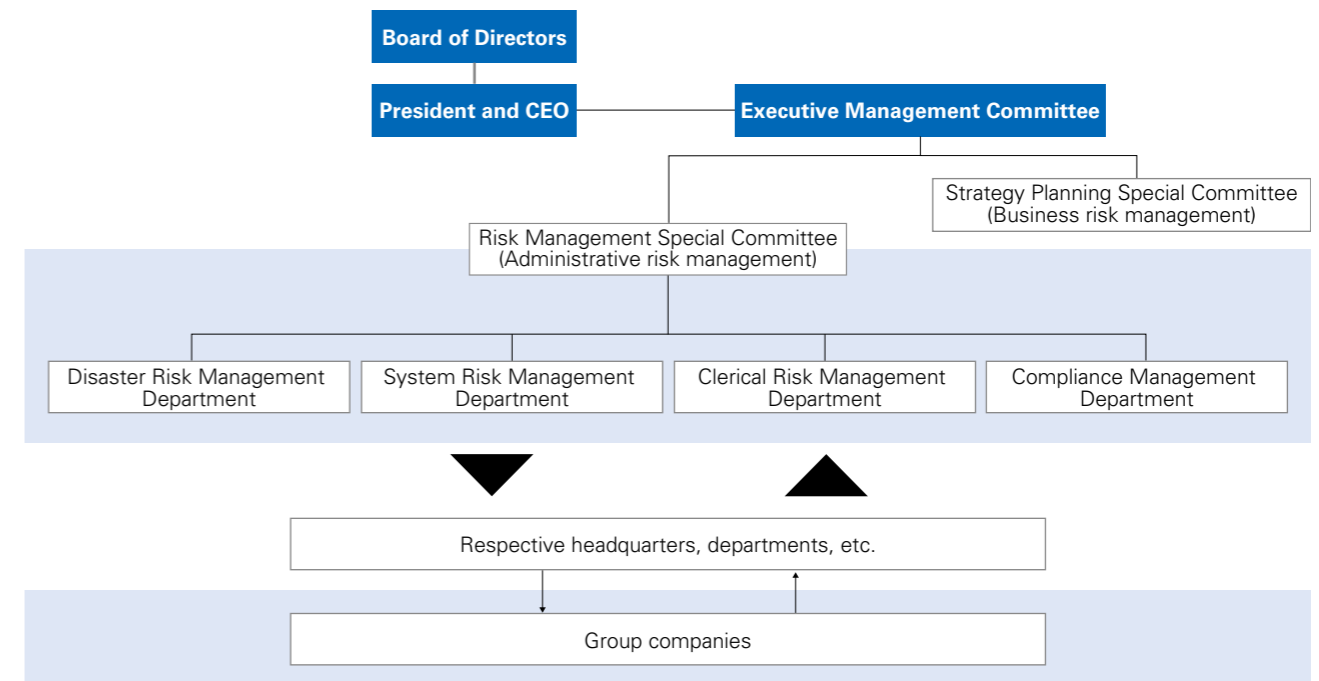 Board of Directors
President and CEO
Executive Management Committee
Strategy Planning Special Committee
(Business risk management)
Risk Management Special Committee
(Administrative risk management)
Disaster Risk Management
Department
System Risk Management
Department
Clerical Risk Management
Department
Compliance Management
Department
Respective headquarters, departments, etc.
Group companies